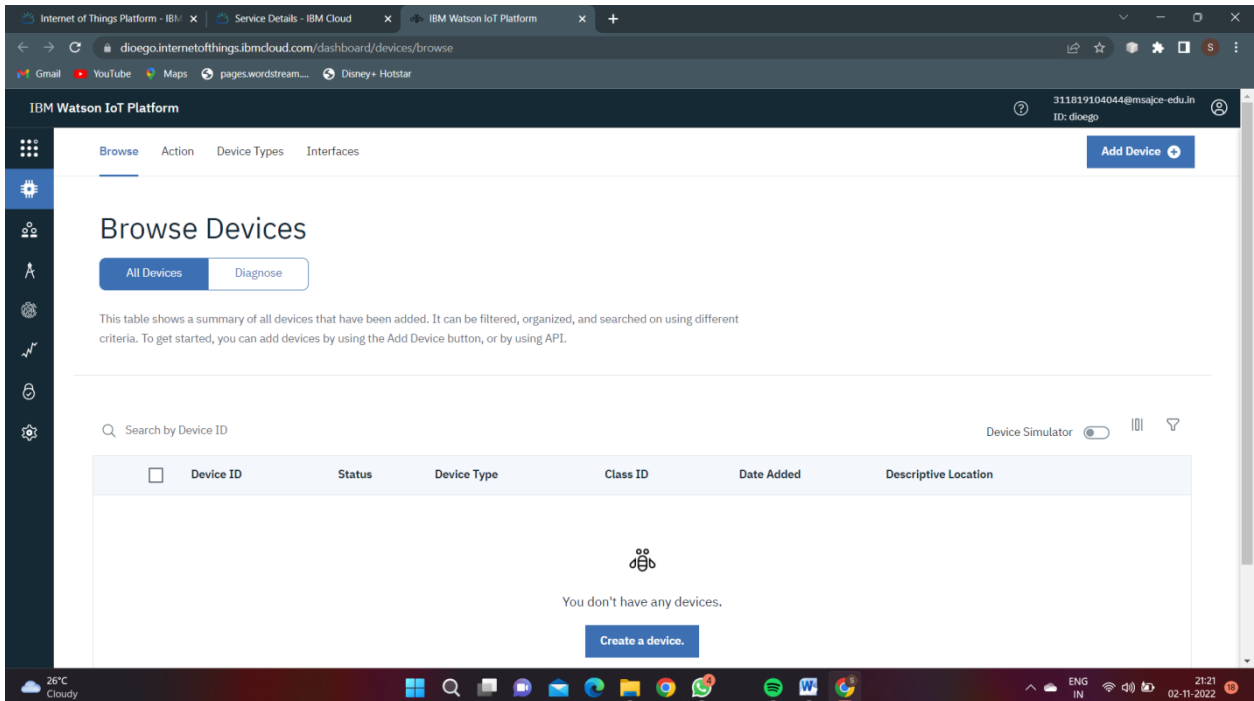 Internet of Things Platform - IBM
Service Details - IBM Cloud
IBM Watson IoT Platform
dioego.internetofthings.ibmcloud.com/dashboard/devices/browse
S
Gmail
YouTube
Maps
pages.wordstream....
Disney+ Hotstar
IBM Watson IoT Platform
311819104044@msajce-edu.in
ID: dioego
Browse
Action
Device Types
Interfaces
Add Device
Browse Devices
All Devices
Diagnose
This table shows a summary of all devices that have been added. It can be filtered, organized, and searched on using different
criteria. To get started, you can add devices by using the Add Device button, or by using API.
Search by Device ID
Device Simulator
Device ID
Status
Device Type
Class ID
Date Added
Descriptive Location
You don't have any devices.
Create a device.
26°C
Cloudy
4
W
S
ENG
IN
21:21
02-11-2022
18